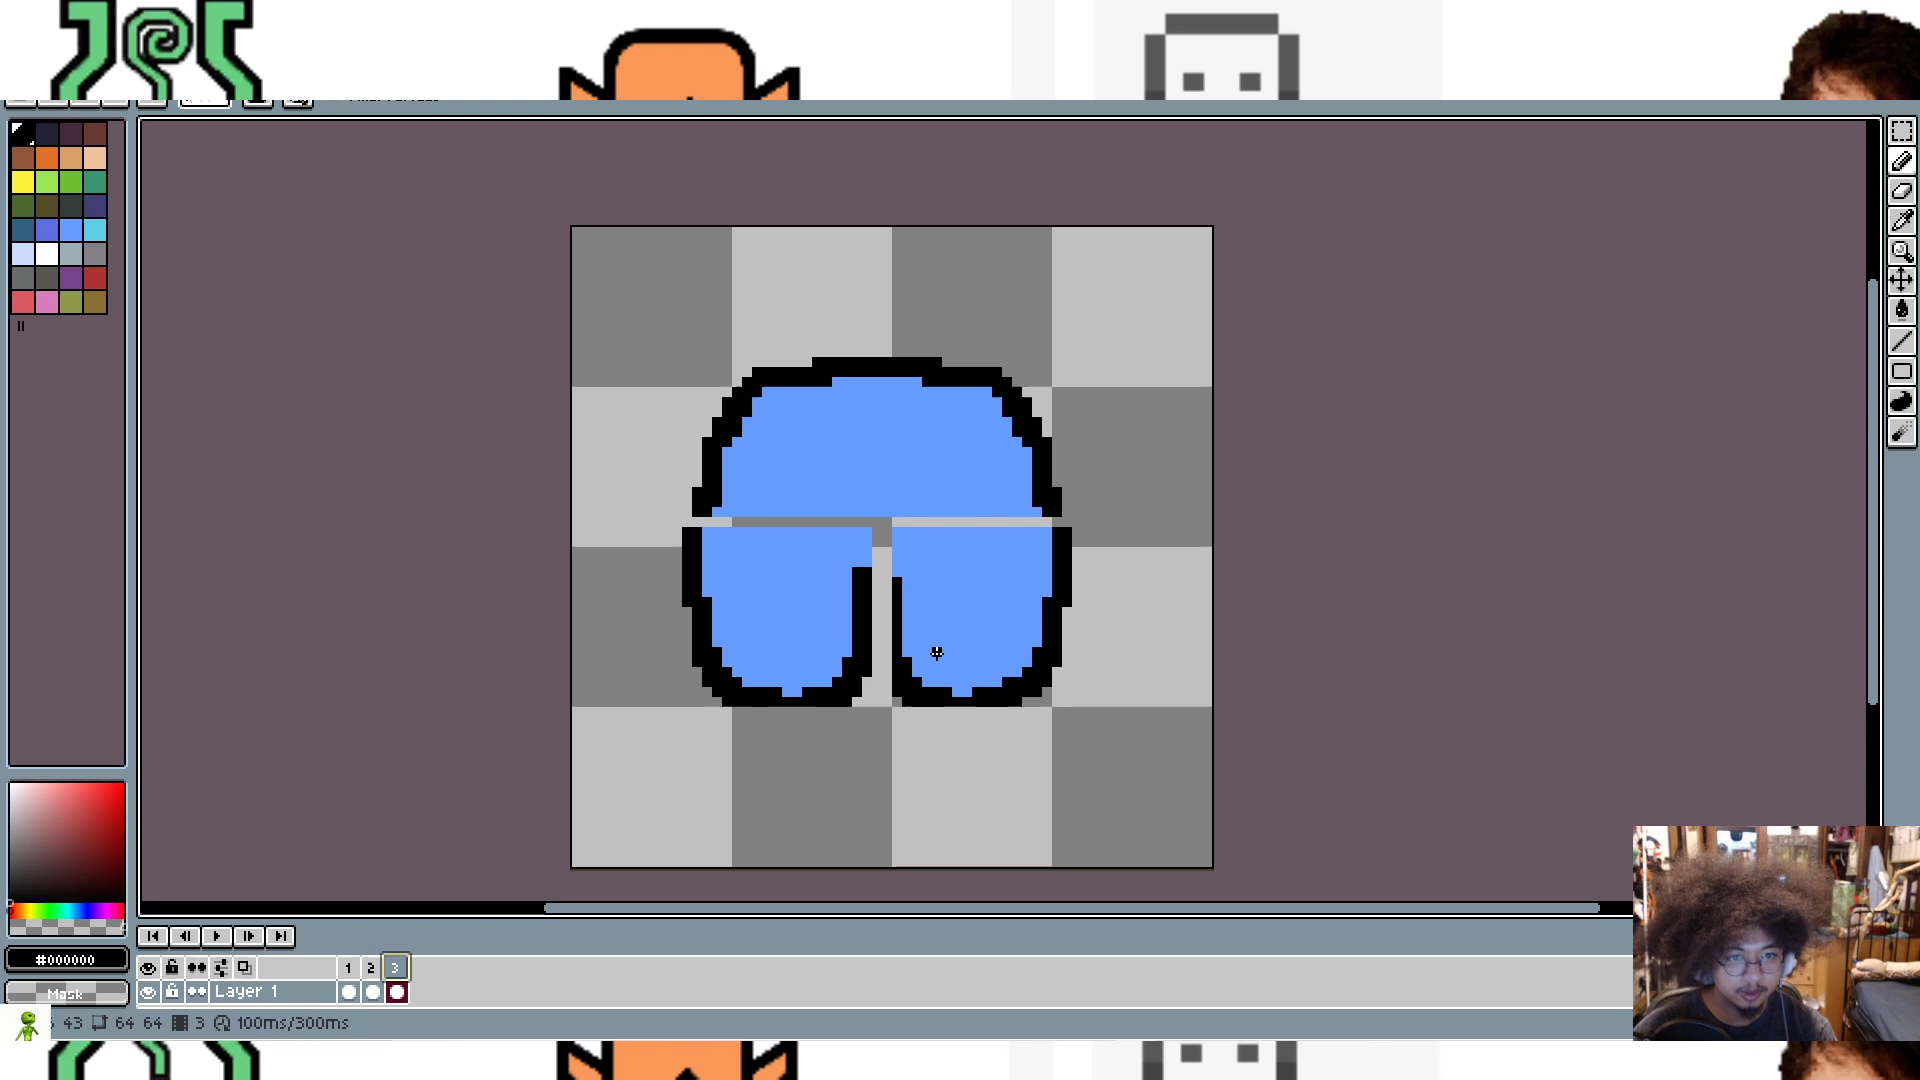 #000000
Mask
1 2 3
Layer 1
43 64 64 3 100ms/300ms